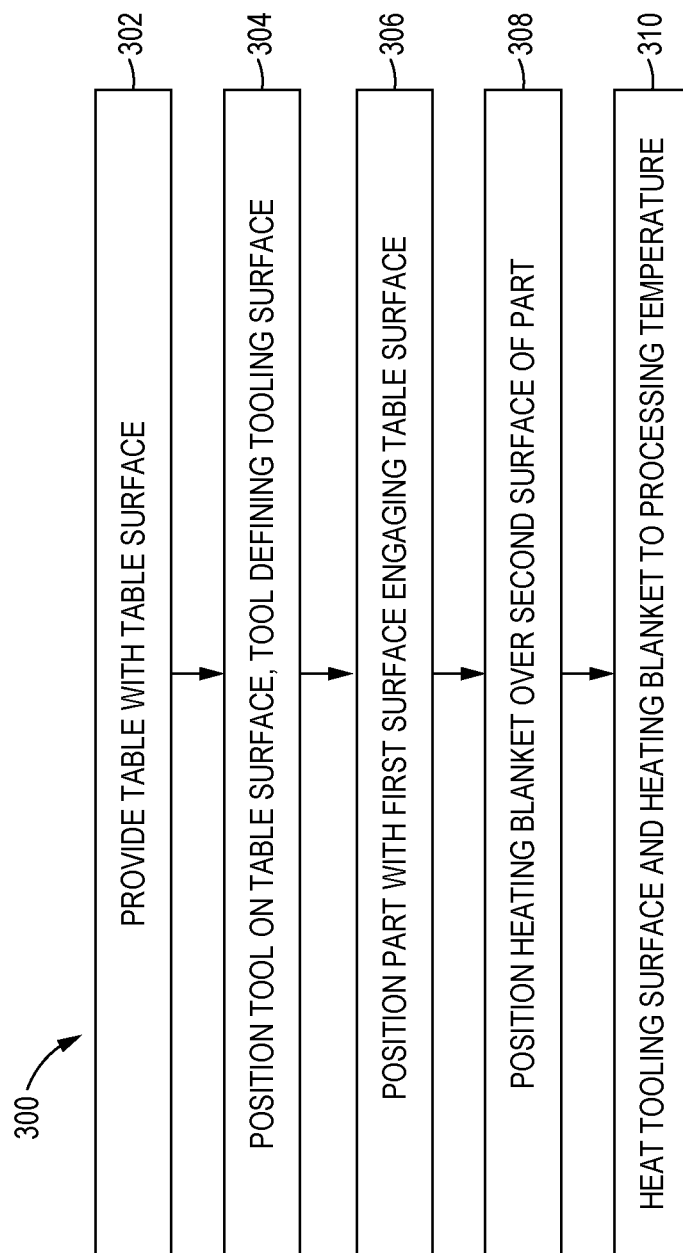 300
PROVIDE TABLE WITH TABLE SURFACE
302
POSITION TOOL ON TABLE SURFACE, TOOL DEFINING TOOLING SURFACE
304
POSITION PART WITH FIRST SURFACE ENGAGING TABLE SURFACE
306
POSITION HEATING BLANKET OVER SECOND SURFACE OF PART
308
HEAT TOOLING SURFACE AND HEATING BLANKET TO PROCESSING TEMPERATURE
310